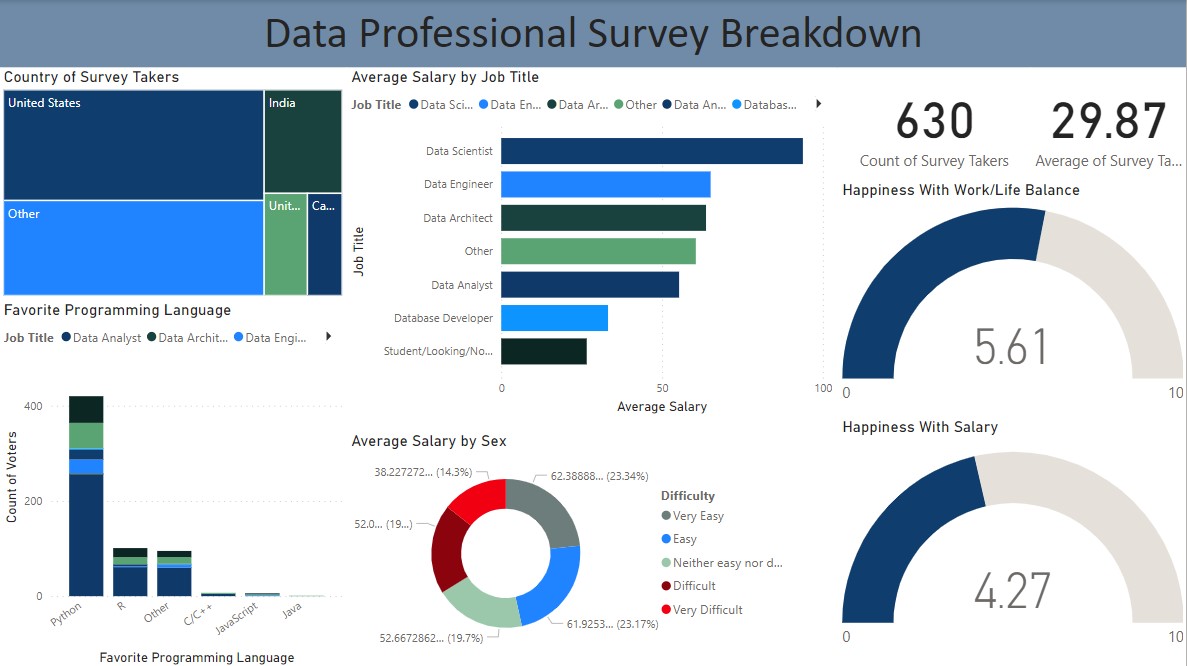 Data Professional Survey Breakdown
Country of Survey Takers
United States
India
Other
Unit...
Ca...
Average Salary by Job Title
Job Title Data Sci... Data En... Data Ar... Other Data An... Databas...
Job Title
Data Scientist
Data Engineer
Data Architect
Other
Data Analyst
Database Developer
Student/Looking/No...
0 50 100
Average Salary
630
Count of Survey Takers
29.87
Average of Survey Ta...
Happiness With Work/Life Balance
5.61
0 10
Favorite Programming Language
Job Title Data Analyst Data Archit... Data Engi...
Count of Voters
400
200
0
Python R Other C/C++ JavaScript Java
Favorite Programming Language
Average Salary by Sex
38.227272... (14.3%)
62.38888... (23.34%)
52.0... (19...)
52.6672862... (19.7%)
61.9253... (23.17%)
Difficulty
Very Easy
Easy
Neither easy nor d...
Difficult
Very Difficult
Happiness With Salary
4.27
0 10